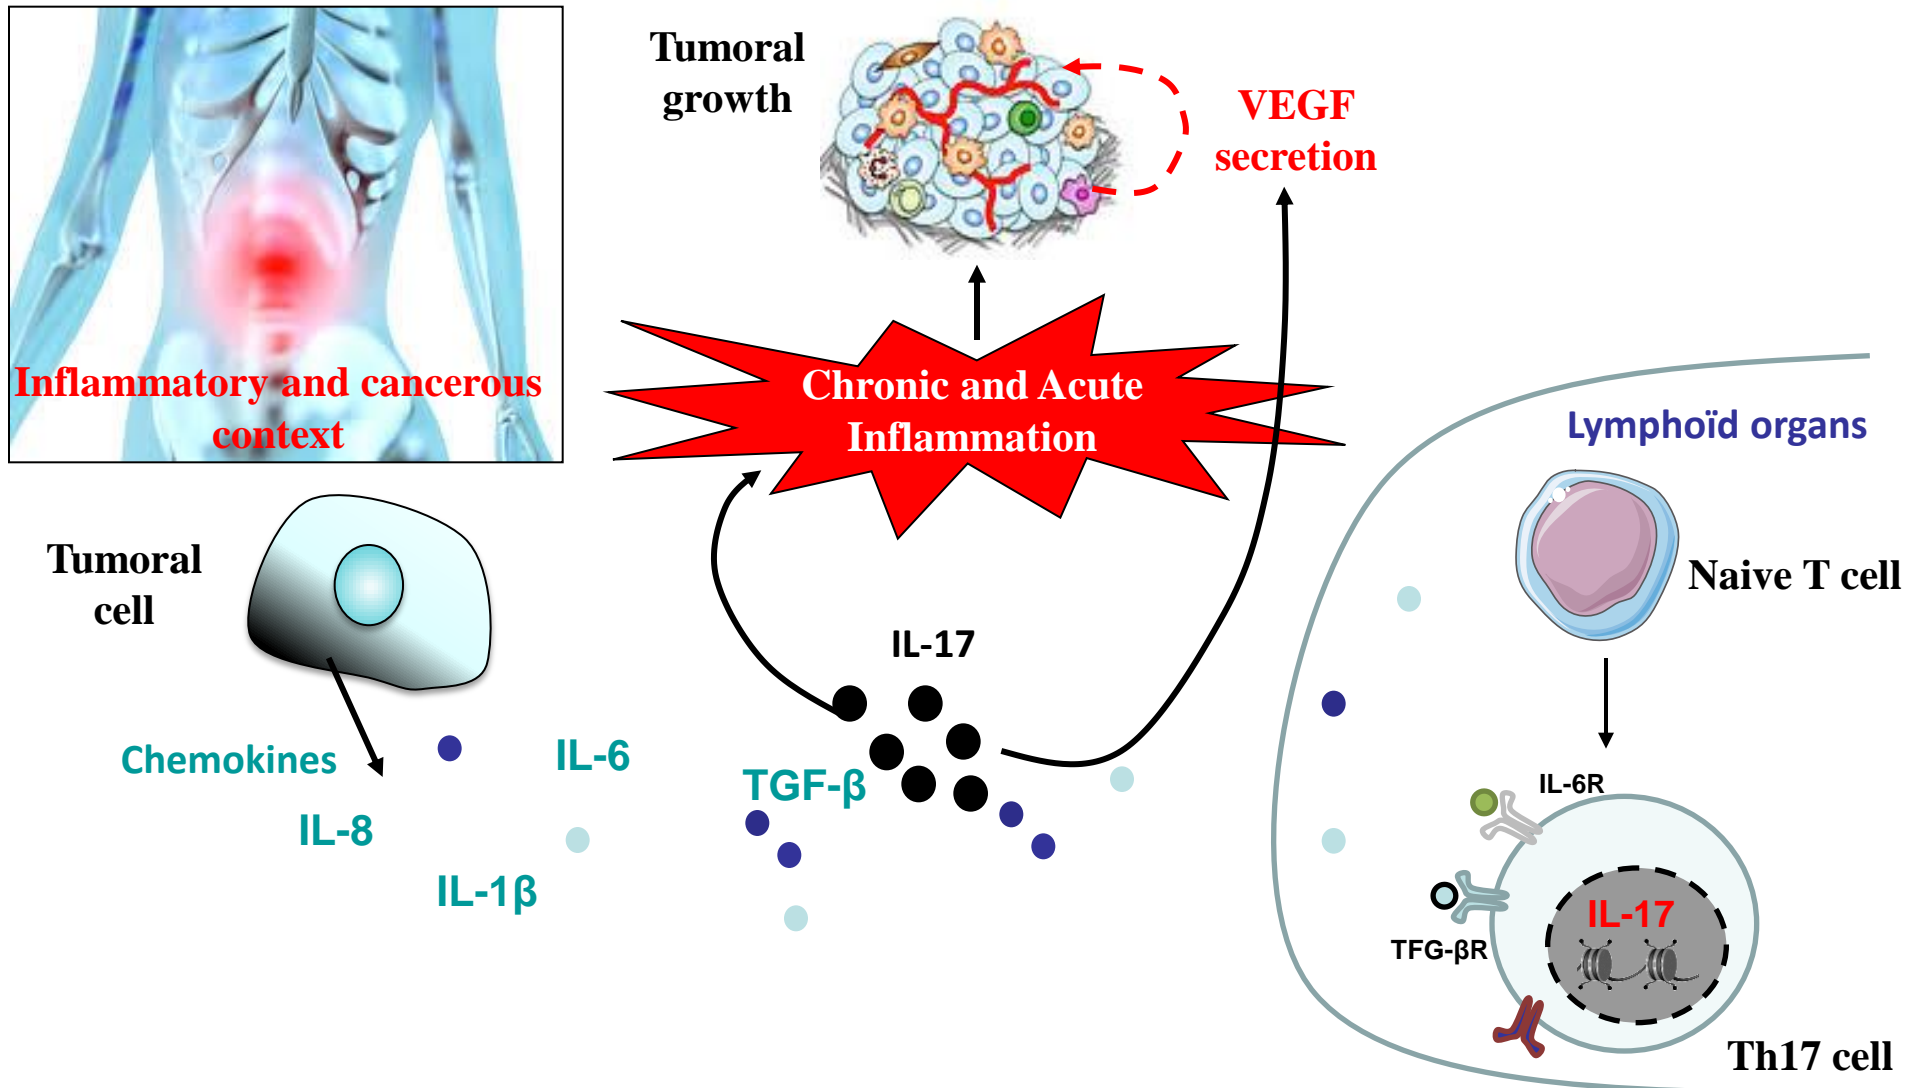 Tumoral
growth
VEGF
secretion
Inflammatory and cancerous
context
Chronic and Acute
Inflammation
Lymphoïd organs
Tumoral
cell
Naive T cell
IL-17
Chemokines
IL-6
TGF-β
IL-8
IL-1β
IL-6R
IL-17
TFG-βR
Th17 cell